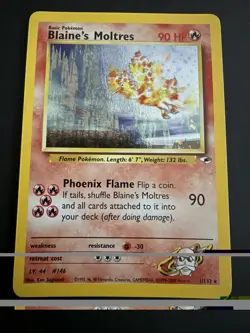 Basic Pokémon
Blaine's Moltres
90 HP
Flame Pokémon. Length: 6' 7", Weight: 132 lbs.
Phoenix Flame Flip a coin.
If tails, shuffle Blaine's Moltres
and all cards attached to it into
your deck (after doing damage).
90
weakness
resistance
-30
retreat cost
LV. 44 #146
1/132